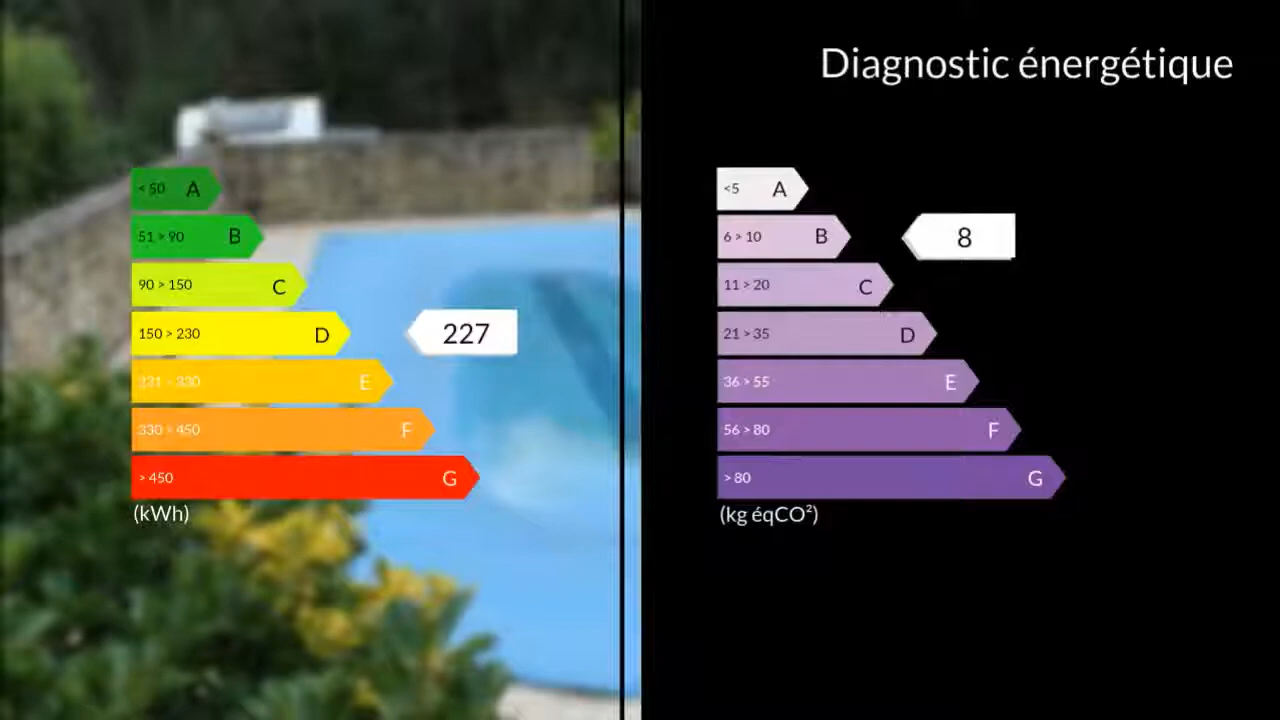 Diagnostic énergétique
< 50 A
51 > 90 B
90 > 150 C
150 > 230 D
227
231 > 330 E
330 > 450 F
> 450 G
(kWh)
<5 A
6 > 10 B
8
11 > 20 C
21 > 35 D
36 > 55 E
56 > 80 F
> 80 G
(kg éqCO²)